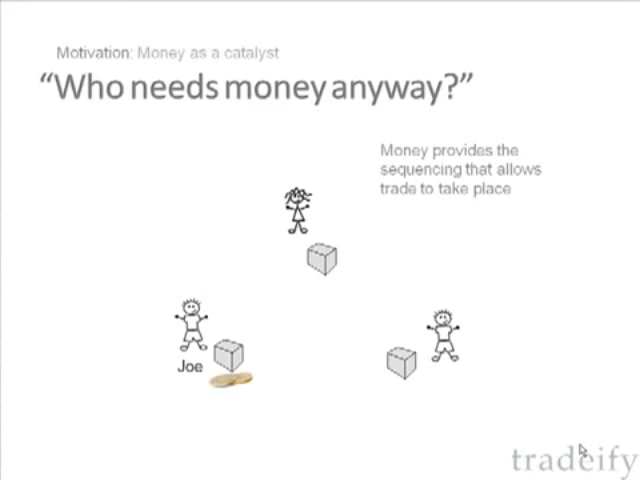 Motivation: Money as a catalyst
“Who needs money anyway?”
Money provides the
sequencing that allows
trade to take place
Joe
tradeify